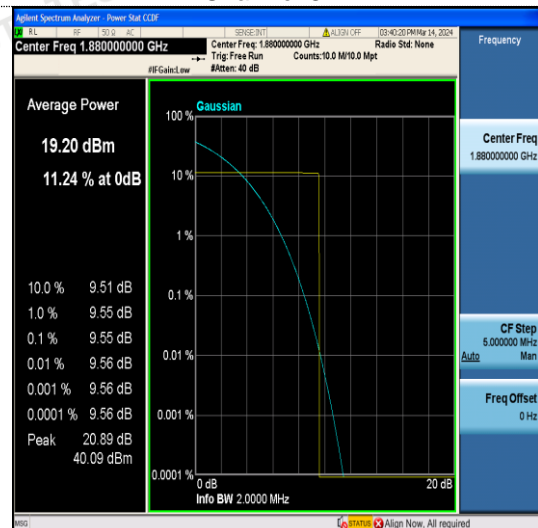 Agilent Spectrum Analyzer - Power Stat CCDF
RL RF 50 Ω AC SENSE:INT ALIGN OFF 03:40:20 PM Mar 14, 2024
Center Freq 1.880000000 GHz
Center Freq: 1.880000000 GHz Radio Std: None
Trig: Free Run Counts:10.0 M/10.0 Mpt
#IFGain:Low #Atten: 40 dB
Frequency
Average Power
19.20 dBm
11.24 % at 0dB
10.0 % 9.51 dB
1.0 % 9.55 dB
0.1 % 9.55 dB
0.01 % 9.56 dB
0.001 % 9.56 dB
0.0001 % 9.56 dB
Peak 20.89 dB
40.09 dBm
Gaussian
100 %
10 %
1 %
0.1 %
0.01 %
0.001 %
0.0001 %
0 dB 20 dB
Info BW 2.0000 MHz
Center Freq
1.880000000 GHz
CF Step
5.000000 MHz
Auto Man
Freq Offset
0 Hz
MSG STATUS Align Now, All required